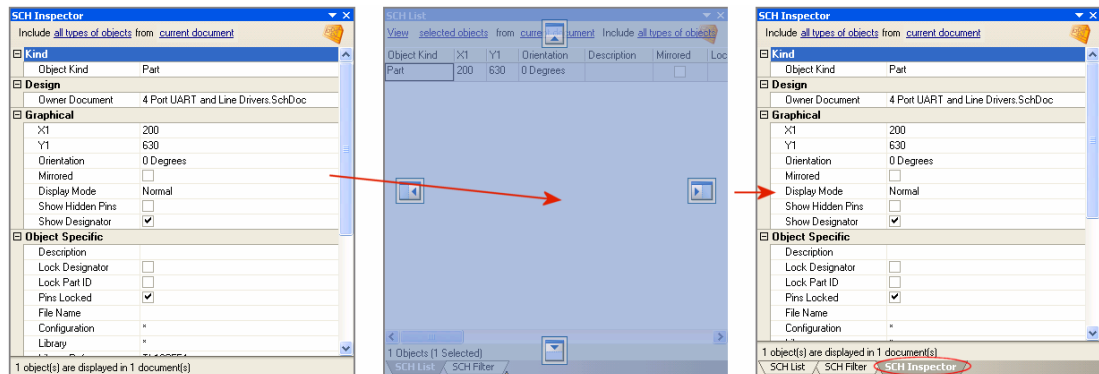 SCH Inspector
Include all types of objects from current document
Kind
Object Kind Part
Design
Owner Document 4 Port UART and Line Drivers.SchDoc
Graphical
X1 200
Y1 630
Orientation 0 Degrees
Mirrored
Display Mode Normal
Show Hidden Pins
Show Designator
Object Specific
Description
Lock Designator
Lock Part ID
Pins Locked
File Name
Configuration *
Library *
1 object(s) are displayed in 1 document(s)
SCH List
View selected objects from current document Include all types of objects
Object Kind X1 Y1 Orientation Description Mirrored Loc
Part 200 630 0 Degrees
1 Objects (1 Selected)
SCH List SCH Filter
SCH Inspector
Include all types of objects from current document
Kind
Object Kind Part
Design
Owner Document 4 Port UART and Line Drivers.SchDoc
Graphical
X1 200
Y1 630
Orientation 0 Degrees
Mirrored
Display Mode Normal
Show Hidden Pins
Show Designator
Object Specific
Description
Lock Designator
Lock Part ID
Pins Locked
File Name
Configuration *
Library *
1 object(s) are displayed in 1 document(s)
SCH List SCH Filter SCH Inspector